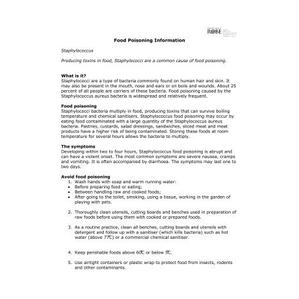 Food Poisoning Information
Staphylococcus
Producing toxins in food, Staphylococci are a common cause of food poisoning.
What is it?
Staphylococci are a type of bacteria commonly found on human hair and skin. It
may also be present in the mouth, nose and ears or on boils and wounds. About 25
percent of all people are carriers of these bacteria. Food poisoning caused by the
Staphylococcus aureus bacteria is widespread and relatively frequent.
Food poisoning
Staphylococci bacteria multiply in food, producing toxins that can survive boiling
temperature and chemical sanitisers. Staphylococcus food poisoning may occur by
eating food contaminated with a large quantity of the Staphylococcus aureus
bacteria. Pastries, custards, salad dressings, sandwiches, sliced meat and meat
products have a higher risk of being contaminated. Storing these foods at room
temperature for several hours allows the bacteria to multiply.
The symptoms
Developing within two to four hours, Staphylococcus food poisoning is abrupt and
can have a violent onset. The most common symptoms are severe nausea, cramps
and vomiting. It is often accompanied by diarrhoea. The symptoms may last one to
two days.
Avoid food poisoning
1. Wash hands with soap and warm running water:
• Before preparing food or eating;
• Between handling raw and cooked foods;
• After going to the toilet, smoking, using a tissue, working in the garden of
playing with pets.
2. Thoroughly clean utensils, cutting boards and benches used in preparation of
raw foods before using them with cooked or prepared foods.
3. As a routine practice, clean all benches, cutting boards and utensils with
detergent and follow up with a sanitiser (which kills bacteria) such as hot
water (above 77℃) or a commercial chemical sanitiser.
4. Keep perishable foods above 60℃ or below 5℃.
5. Use airtight containers or plastic wrap to protect food from insects, rodents
and other contaminants.